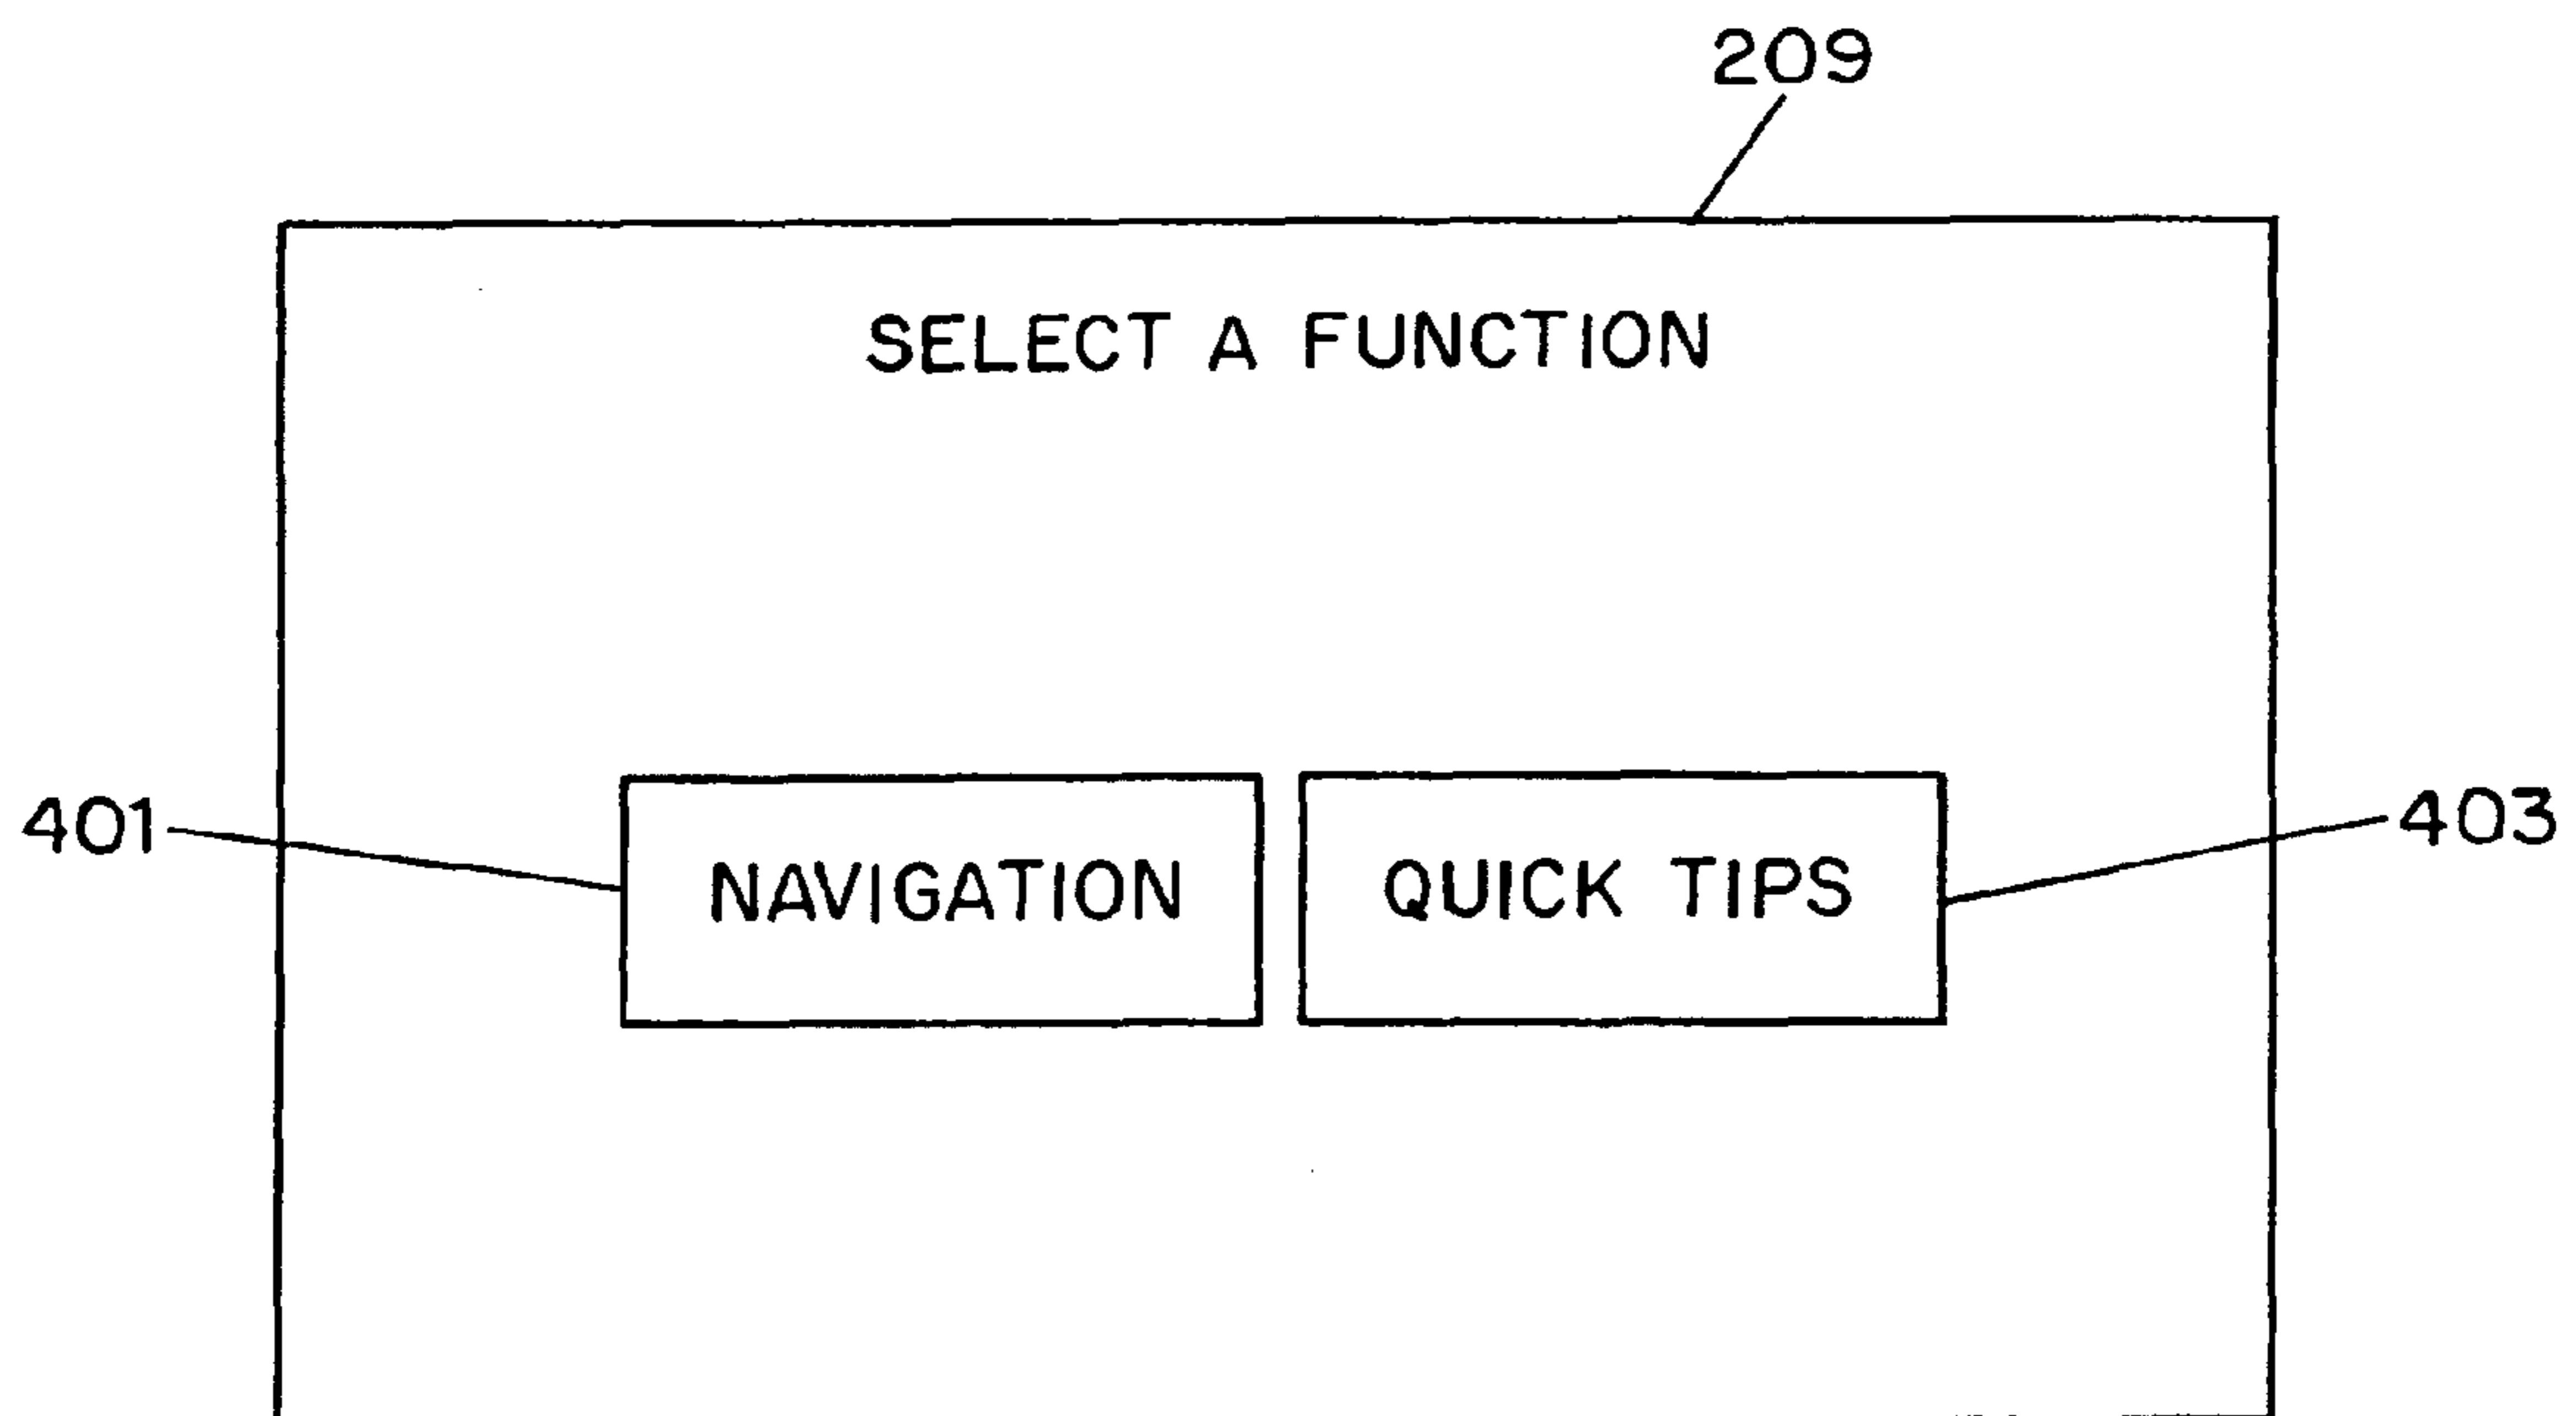 209
SELECT A FUNCTION
401
NAVIGATION
QUICK TIPS
403